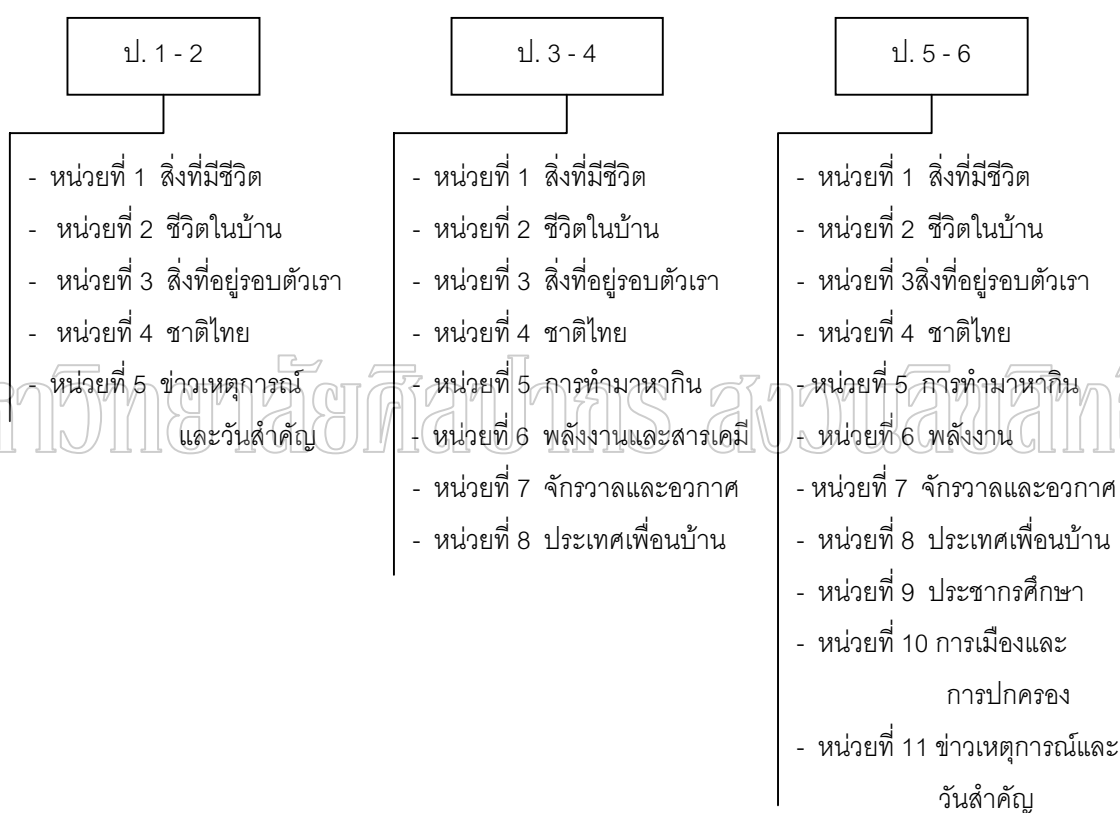 ป. 1 - 2
- หน่วยที่ 1 สิ่งที่มีชีวิต
- หน่วยที่ 2 ชีวิตในบ้าน
- หน่วยที่ 3 สิ่งที่อยู่รอบตัวเรา
- หน่วยที่ 4 ชาติไทย
- หน่วยที่ 5 ข่าวเหตุการณ์
และวันสำคัญ
ป. 3 - 4
- หน่วยที่ 1 สิ่งที่มีชีวิต
- หน่วยที่ 2 ชีวิตในบ้าน
- หน่วยที่ 3 สิ่งที่อยู่รอบตัวเรา
- หน่วยที่ 4 ชาติไทย
- หน่วยที่ 5 การทำมาหากิน
- หน่วยที่ 6 พลังงานและสารเคมี
- หน่วยที่ 7 จักรวาลและอวกาศ
- หน่วยที่ 8 ประเทศเพื่อนบ้าน
ป. 5 - 6
- หน่วยที่ 1 สิ่งที่มีชีวิต
- หน่วยที่ 2 ชีวิตในบ้าน
- หน่วยที่ 3สิ่งที่อยู่รอบตัวเรา
- หน่วยที่ 4 ชาติไทย
- หน่วยที่ 5 การทำมาหากิน
- หน่วยที่ 6 พลังงาน
- หน่วยที่ 7 จักรวาลและอวกาศ
- หน่วยที่ 8 ประเทศเพื่อนบ้าน
- หน่วยที่ 9 ประชากรศึกษา
- หน่วยที่ 10 การเมืองและ
การปกครอง
- หน่วยที่ 11 ข่าวเหตุการณ์และ
วันสำคัญ